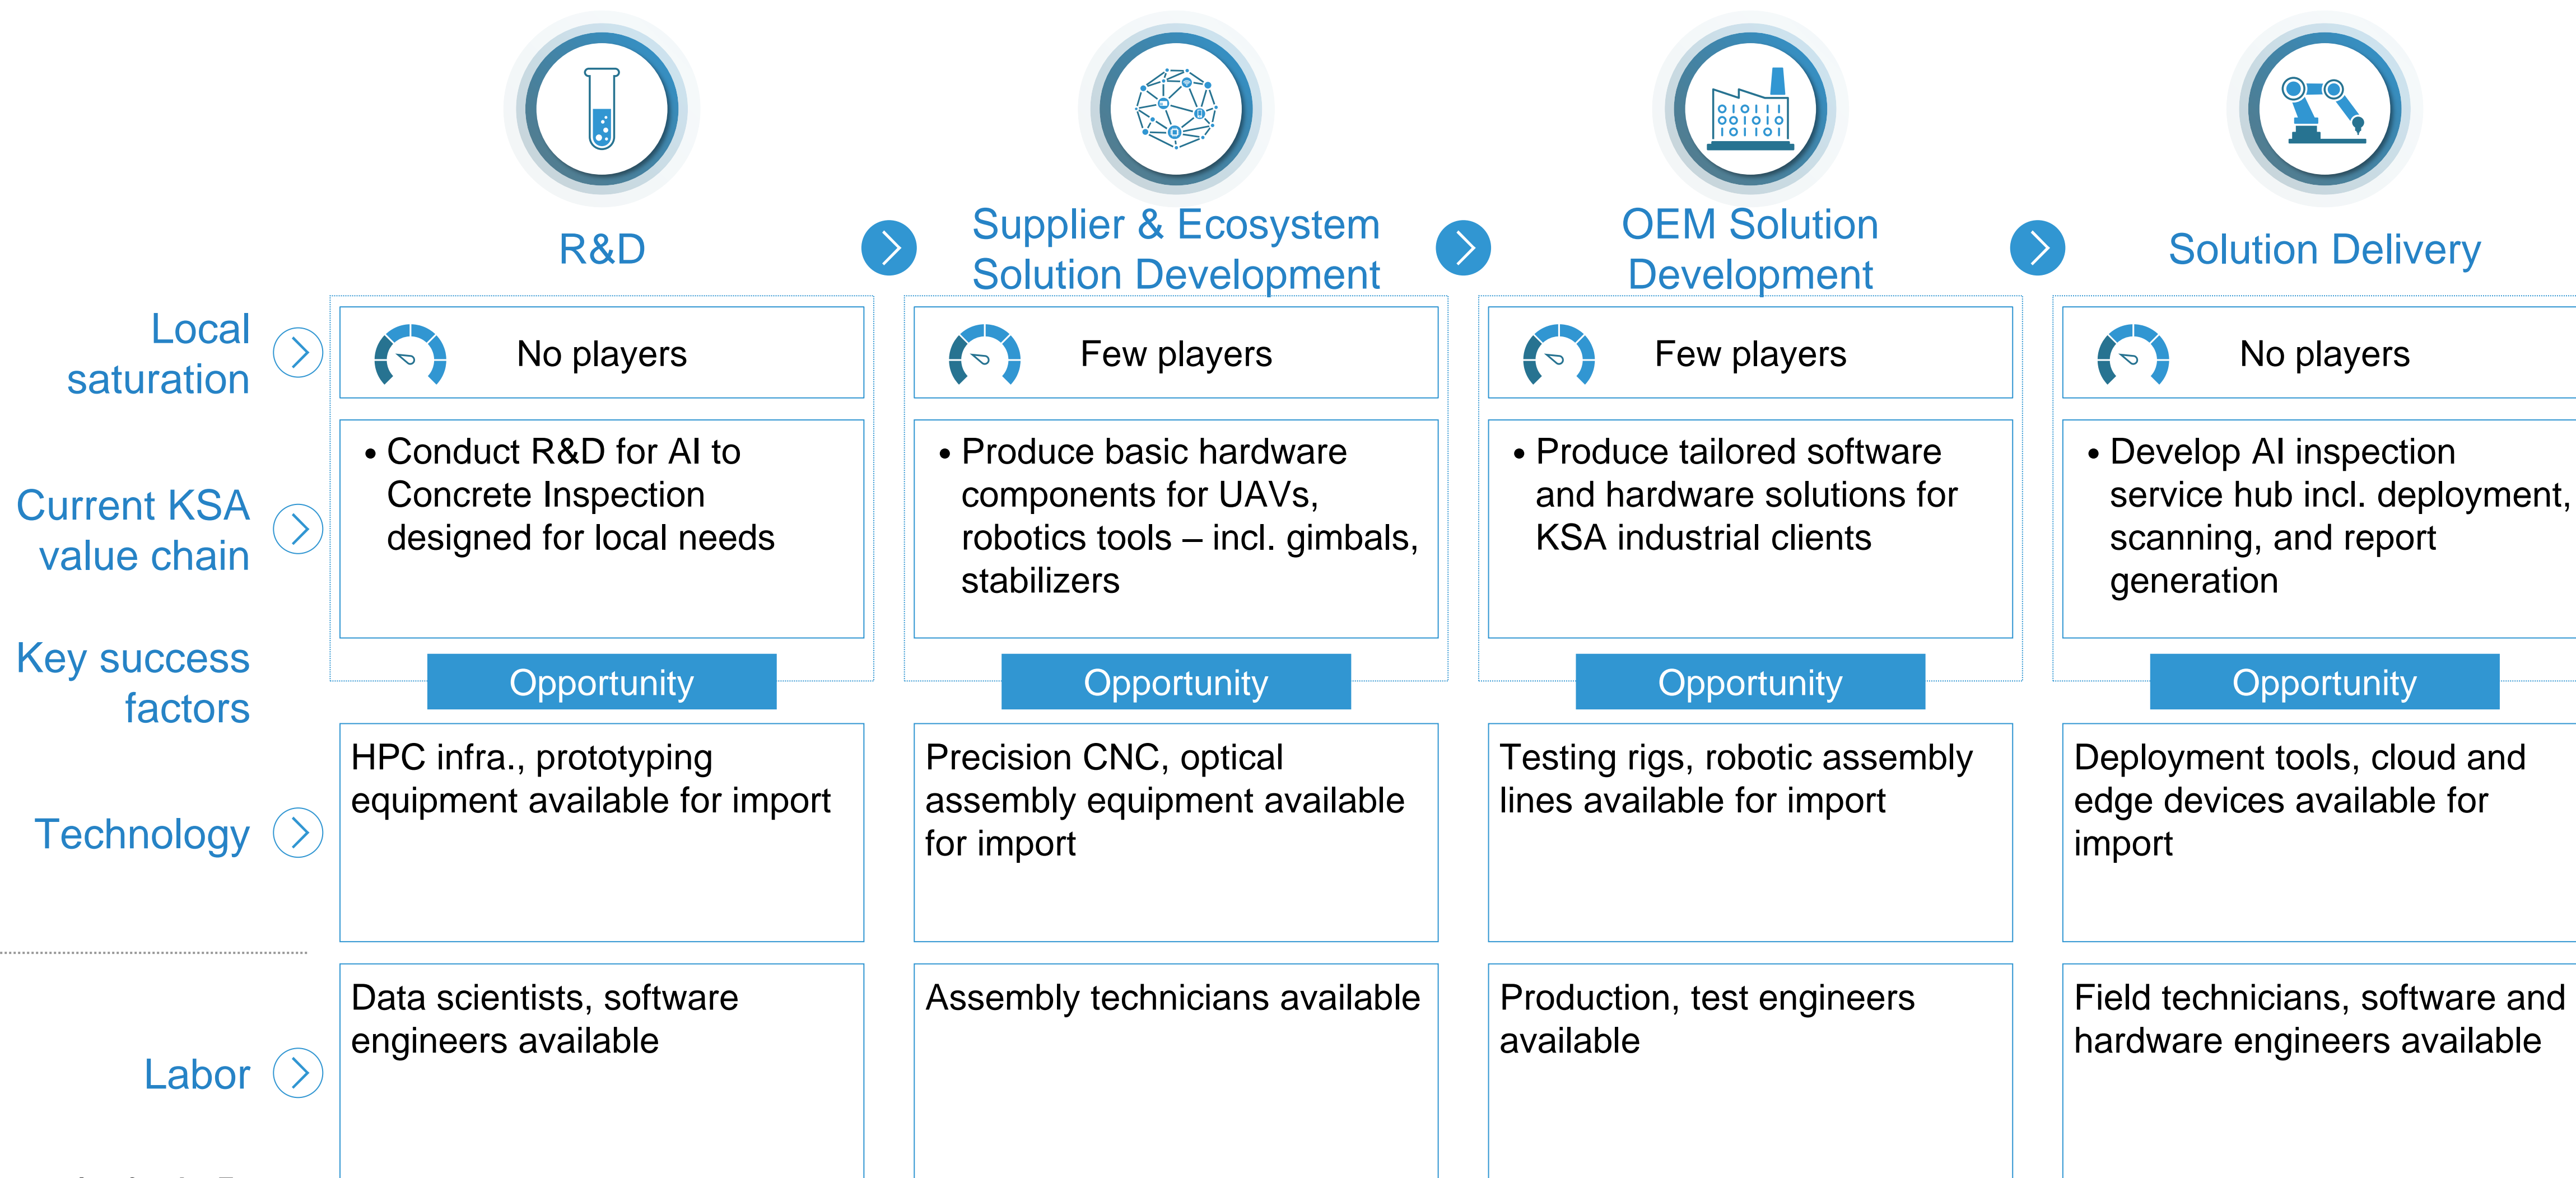 R&D
Supplier & Ecosystem
Solution Development
OEM Solution
Development
Solution Delivery
Local
saturation
No players
Few players
Few players
No players
Current KSA
value chain
• Conduct R&D for AI to
Concrete Inspection
designed for local needs
• Produce basic hardware
components for UAVs,
robotics tools – incl. gimbals,
stabilizers
• Produce tailored software
and hardware solutions for
KSA industrial clients
• Develop AI inspection
service hub incl. deployment,
scanning, and report
generation
Key success
factors
Opportunity
Opportunity
Opportunity
Opportunity
Technology
HPC infra., prototyping
equipment available for import
Precision CNC, optical
assembly equipment available
for import
Testing rigs, robotic assembly
lines available for import
Deployment tools, cloud and
edge devices available for
import
Labor
Data scientists, software
engineers available
Assembly technicians available
Production, test engineers
available
Field technicians, software and
hardware engineers available